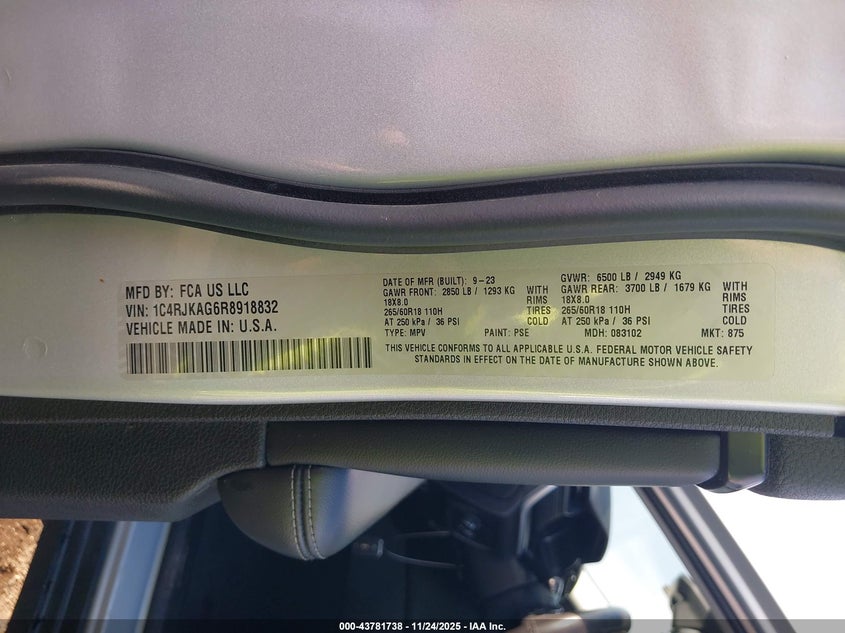 MFD BY: FCA US LLC
VIN: 1C4RJKAG6R8918832
VEHICLE MADE IN: U.S.A.
DATE OF MFR (BUILT): 9-23
GAWR FRONT: 2850 LB / 1293 KG WITH
18X8.0 RIMS
265/60R18 110H TIRES
AT 250 kPa / 36 PSI COLD
TYPE: MPV PAINT: PSE
GVWR: 6500 LB / 2949 KG
GAWR REAR: 3700 LB / 1679 KG WITH
18X8.0 RIMS
265/60R18 110H TIRES
AT 250 kPa / 36 PSI COLD
MDH: 083102 MKT: 875
THIS VEHICLE CONFORMS TO ALL APPLICABLE U.S.A. FEDERAL MOTOR VEHICLE SAFETY
STANDARDS IN EFFECT ON THE DATE OF MANUFACTURE SHOWN ABOVE.
000-43781738 - 11/24/2025 - IAA Inc.